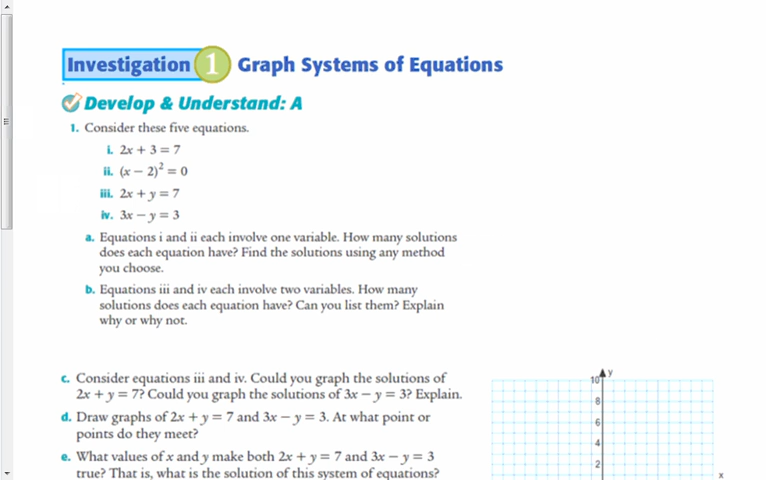 Investigation 1 Graph Systems of Equations
Develop & Understand: A
1. Consider these five equations.
i. 2x + 3 = 7
ii. (x − 2)² = 0
iii. 2x + y = 7
iv. 3x − y = 3
a. Equations i and ii each involve one variable. How many solutions
does each equation have? Find the solutions using any method
you choose.
b. Equations iii and iv each involve two variables. How many
solutions does each equation have? Can you list them? Explain
why or why not.
c. Consider equations iii and iv. Could you graph the solutions of
2x + y = 7? Could you graph the solutions of 3x − y = 3? Explain.
d. Draw graphs of 2x + y = 7 and 3x − y = 3. At what point or
points do they meet?
e. What values of x and y make both 2x + y = 7 and 3x − y = 3
true? That is, what is the solution of this system of equations?
y
10
8
6
4
2
x